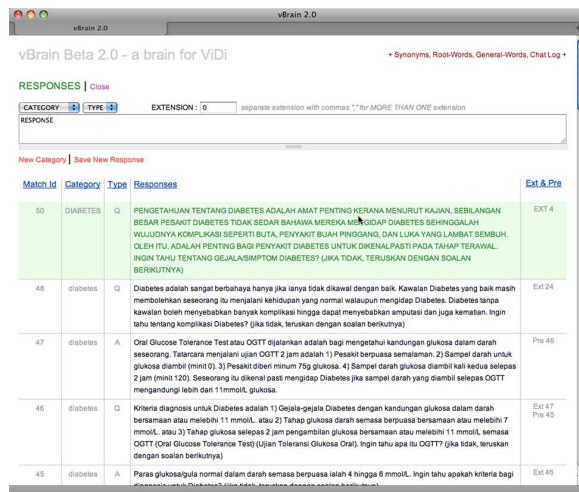 vBrain 2.0
vBrain 2.0
vBrain Beta 2.0 - a brain for ViDi
+ Synonyms, Root-Words, General-Words, Chat Log +
RESPONSES | Close
CATEGORY TYPE EXTENSION : 0 separate extension with commas "," for MORE THAN ONE extension
RESPONSE
New Category | Save New Response
Match Id Category Type Responses Ext & Pre
50 DIABETES Q PENGETAHUAN TENTANG DIABETES ADALAH AMAT PENTING KERANA MENURUT KAJIAN, SEBILANGAN EXT 4
BESAR PESAKIT DIABETES TIDAK SEDAR BAHAWA MEREKA MENGIDAP DIABETES SEHINGGALAH
WUJUDNYA KOMPLIKASI SEPERTI BUTA, PENYAKIT BUAH PINGGANG, DAN LUKA YANG LAMBAT SEMBUH.
OLEH ITU, ADALAH PENTING BAGI PENYAKIT DIABETES UNTUK DIKENALPASTI PADA TAHAP TERAWAL.
INGIN TAHU TENTANG GEJALA/SIMPTOM DIABETES? (JIKA TIDAK, TERUSKAN DENGAN SOALAN
BERIKUTNYA)
48 diabetes Q Diabetes adalah sangat berbahaya hanya jika ianya tidak dikawal dengan baik. Kawalan Diabetes yang baik masih Ext 24
membolehkan seseorang itu menjalani kehidupan yang normal walaupun mengidap Diabetes. Diabetes tanpa
kawalan boleh menyebabkan banyak komplikasi hingga dapat menyebabkan amputasi dan juga kematian. Ingin
tahu tentang komplikasi Diabetes? (jika tidak, teruskan dengan soalan berikutnya)
47 diabetes A Oral Glucose Tolerance Test atau OGTT dijalankan adalah bagi mengetahui kandungan glukosa dalam darah Pre 46
seseorang. Tatarcara menjalani ujian OGTT 2 jam adalah 1) Pesakit berpuasa semalaman. 2) Sampel darah untuk
glukosa diambil (minit 0). 3) Pesakit diberi minum 75g glukosa. 4) Sampel darah glukosa diambil kali kedua selepas
2 jam (minit 120). Seseorang itu dikenal pasti mengidap Diabetes jika sampel darah yang diambil selepas OGTT
mengandungi lebih dari 11mmol/L glukosa.
46 diabetes Q Kriteria diagnosis untuk Diabetes adalah 1) Gejala-gejala Diabetes dengan kandungan glukosa dalam darah Ext 47
bersamaan atau melebihi 11 mmol/L. atau 2) Tahap glukosa darah semasa berpuasa bersamaan atau melebihi 7 Pre 45
mmol/L. atau 3) Tahap glukosa selepas 2 jam pengambilan glukosa bersamaan atau melebihi 11 mmol/L semasa
OGTT (Oral Glucose Tolerance Test) (Ujian Toleransi Glukosa Oral). Ingin tahu apa itu OGTT? (jika tidak, teruskan
dengan soalan berikutnya)
45 diabetes A Paras glukosa/gula normal dalam darah semasa berpuasa ialah 4 hingga 6 mmol/L. Ingin tahu apakah kriteria bagi Ext 46
diagnosis untuk Diabetes? (jika tidak, teruskan dengan soalan berikutnya)